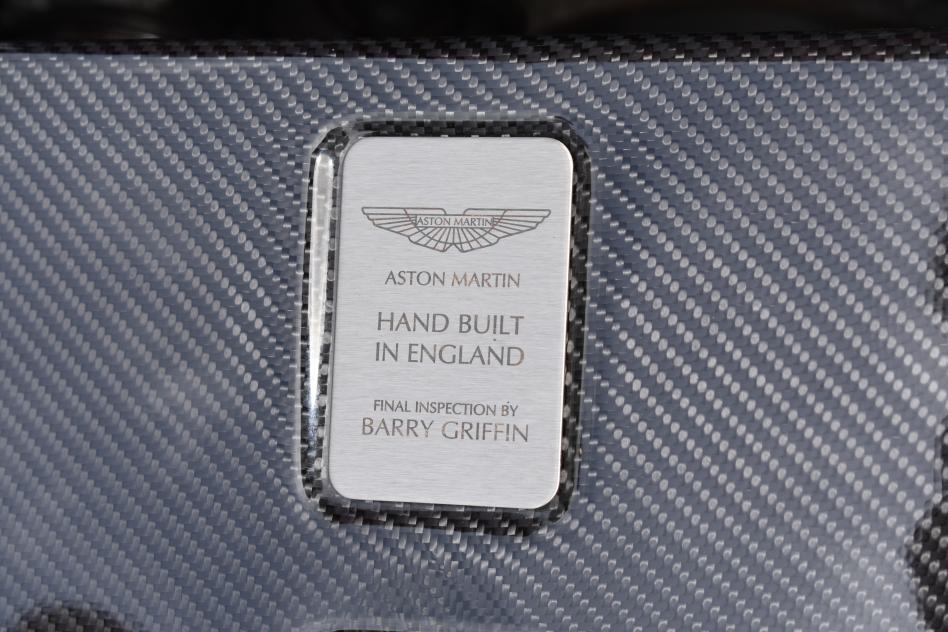 ASTON MARTIN
ASTON MARTIN
HAND BUILT
IN ENGLAND
FINAL INSPECTION BY
BARRY GRIFFIN